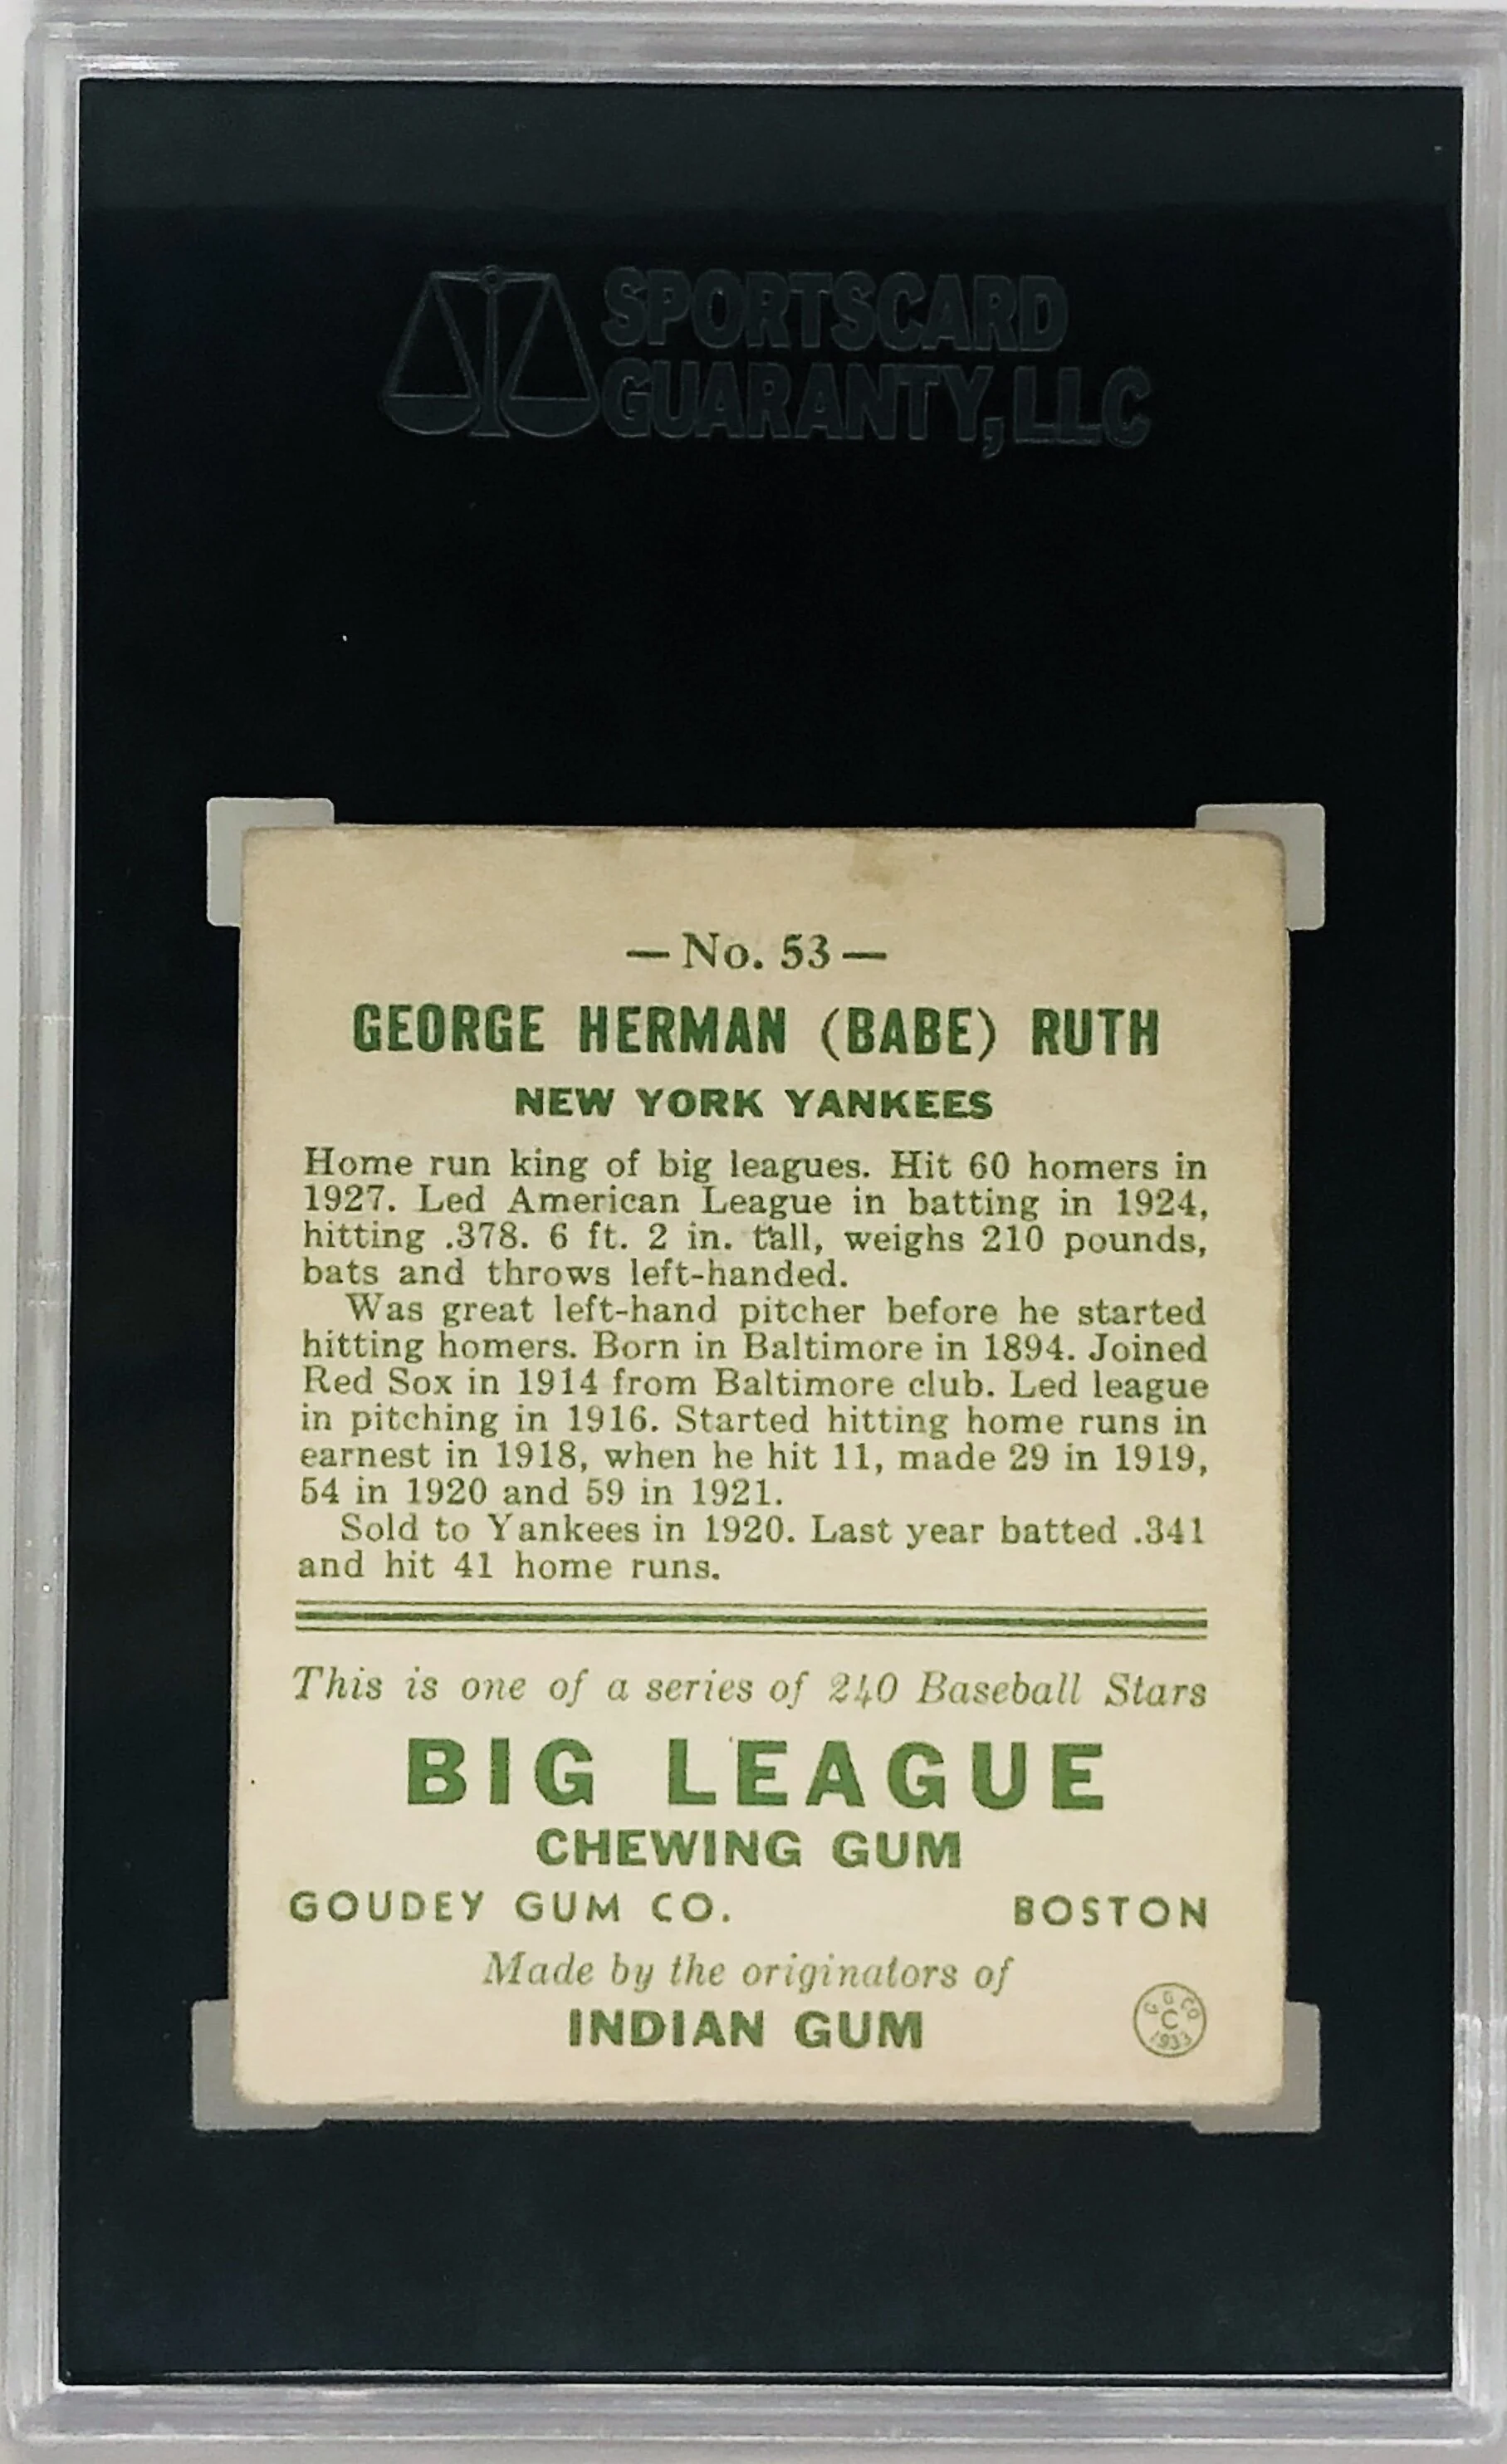 SPORTSCARD
GUARANTY, LLC
— No. 53 —
GEORGE HERMAN (BABE) RUTH
NEW YORK YANKEES
Home run king of big leagues. Hit 60 homers in
1927. Led American League in batting in 1924,
hitting .378. 6 ft. 2 in. tall, weighs 210 pounds,
bats and throws left-handed.
Was great left-hand pitcher before he started
hitting homers. Born in Baltimore in 1894. Joined
Red Sox in 1914 from Baltimore club. Led league
in pitching in 1916. Started hitting home runs in
earnest in 1918, when he hit 11, made 29 in 1919,
54 in 1920 and 59 in 1921.
Sold to Yankees in 1920. Last year batted .341
and hit 41 home runs.
This is one of a series of 240 Baseball Stars
BIG LEAGUE
CHEWING GUM
GOUDEY GUM CO. BOSTON
Made by the originators of
INDIAN GUM
G G CO
C
1933